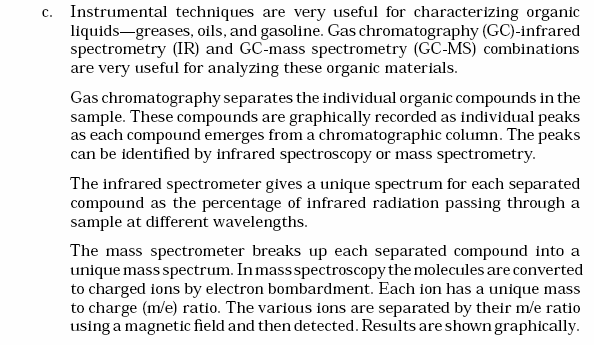 c. Instrumental techniques are very useful for characterizing organic
liquids—greases, oils, and gasoline. Gas chromatography (GC)-infrared
spectrometry (IR) and GC-mass spectrometry (GC-MS) combinations
are very useful for analyzing these organic materials.
Gas chromatography separates the individual organic compounds in the
sample. These compounds are graphically recorded as individual peaks
as each compound emerges from a chromatographic column. The peaks
can be identified by infrared spectroscopy or mass spectrometry.
The infrared spectrometer gives a unique spectrum for each separated
compound as the percentage of infrared radiation passing through a
sample at different wavelengths.
The mass spectrometer breaks up each separated compound into a
unique mass spectrum. In mass spectroscopy the molecules are converted
to charged ions by electron bombardment. Each ion has a unique mass
to charge (m/e) ratio. The various ions are separated by their m/e ratio
using a magnetic field and then detected. Results are shown graphically.